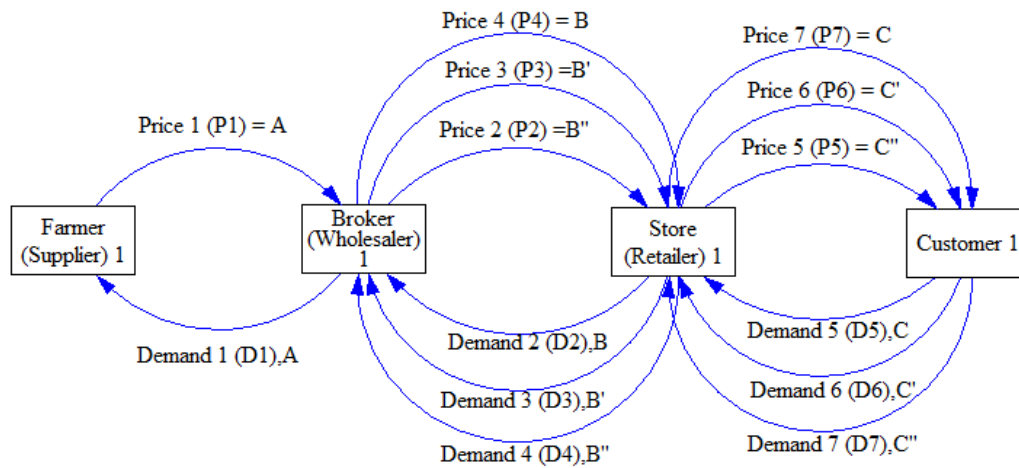 Price 4 (P4) = B
Price 7 (P7) = C
Price 3 (P3) =B'
Price 6 (P6) = C'
Price 1 (P1) = A
Price 2 (P2) =B"
Price 5 (P5) = C"
Farmer
(Supplier) 1
Broker
(Wholesaler)
1
Store
(Retailer) 1
Customer 1
Demand 1 (D1),A
Demand 2 (D2),B
Demand 5 (D5),C
Demand 3 (D3),B'
Demand 6 (D6),C'
Demand 4 (D4),B"
Demand 7 (D7),C"